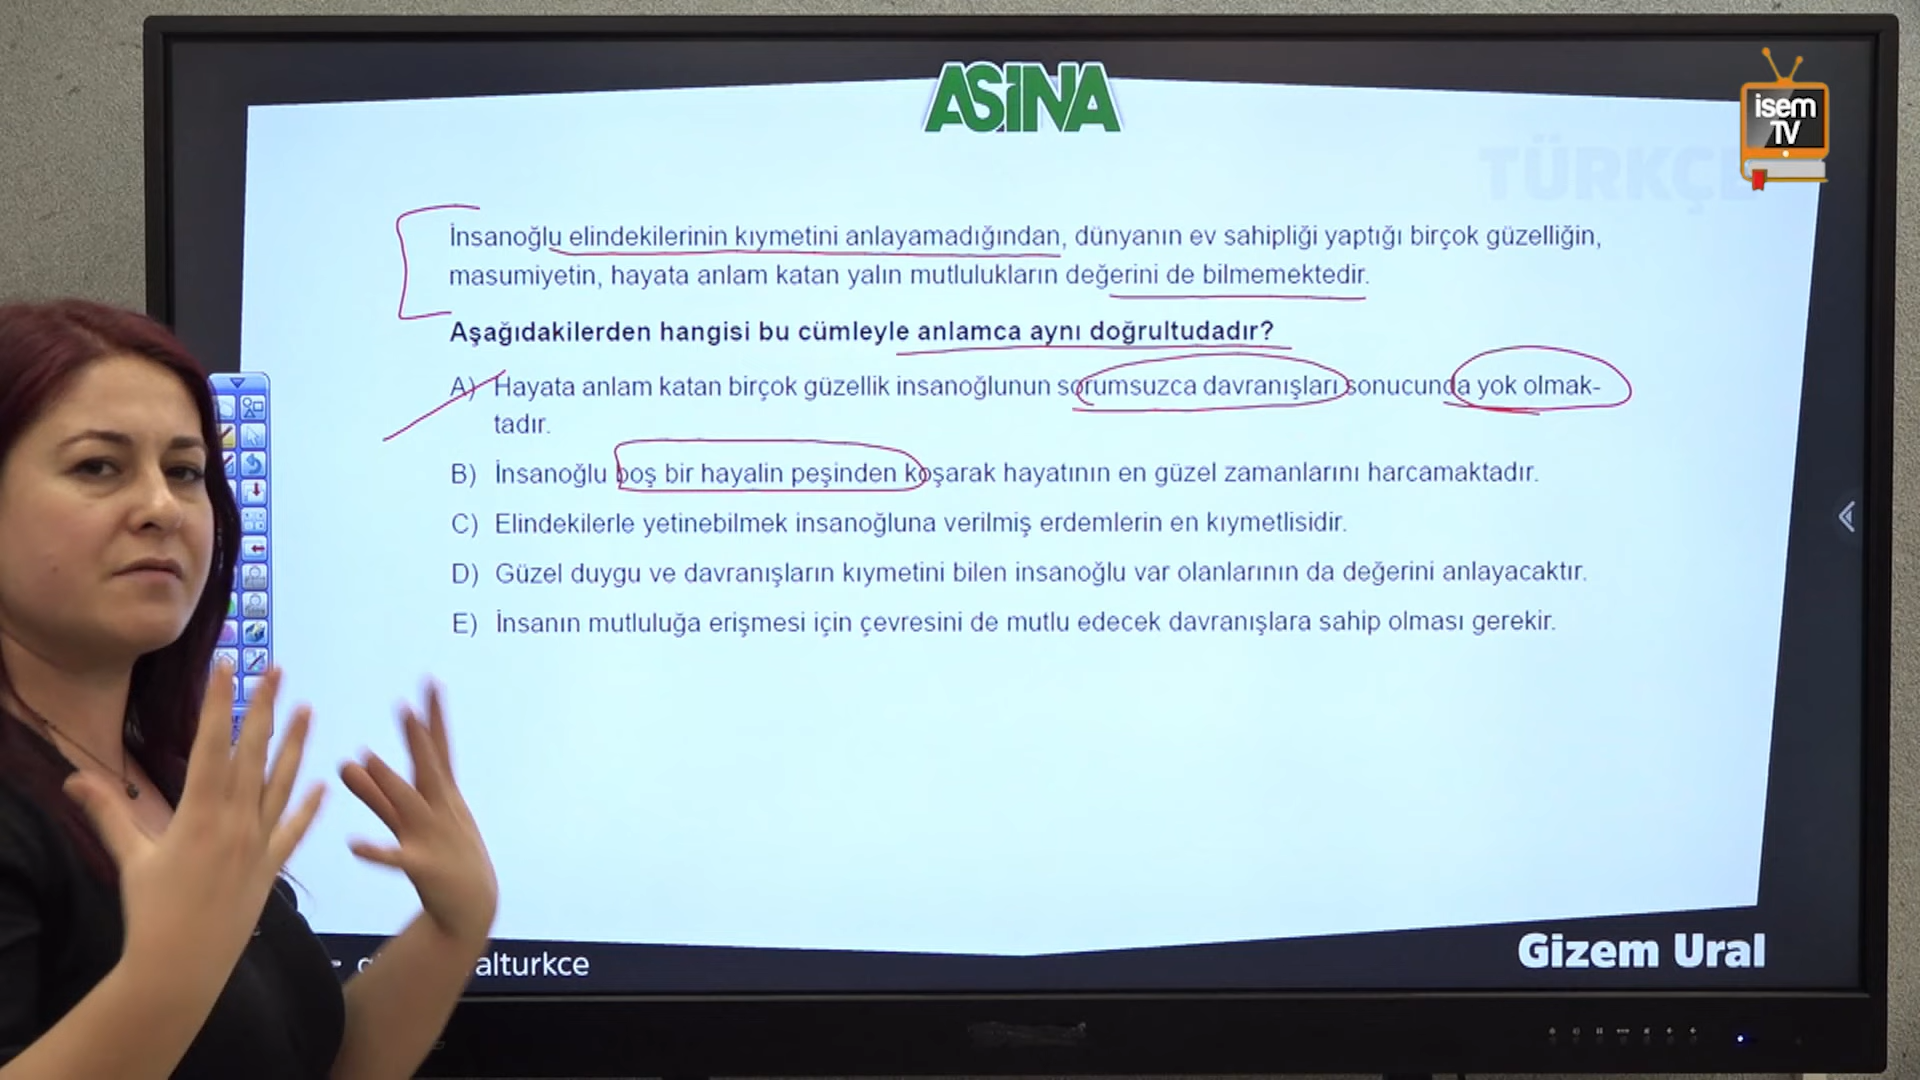 ASİNA
isem
TV
TÜRKÇE
İnsanoğlu elindekilerinin kıymetini anlayamadığından, dünyanın ev sahipliği yaptığı birçok güzelliğin,
masumiyetin, hayata anlam katan yalın mutlulukların değerini de bilmemektedir.
Aşağıdakilerden hangisi bu cümleyle anlamca aynı doğrultudadır?
A) Hayata anlam katan birçok güzellik insanoğlunun sorumsuzca davranışları sonucunda yok olmak-
tadır.
B) İnsanoğlu boş bir hayalin peşinden koşarak hayatının en güzel zamanlarını harcamaktadır.
C) Elindekilerle yetinebilmek insanoğluna verilmiş erdemlerin en kıymetlisidir.
D) Güzel duygu ve davranışların kıymetini bilen insanoğlu var olanlarının da değerini anlayacaktır.
E) İnsanın mutluluğa erişmesi için çevresini de mutlu edecek davranışlara sahip olması gerekir.
Gizem Ural
alturkce